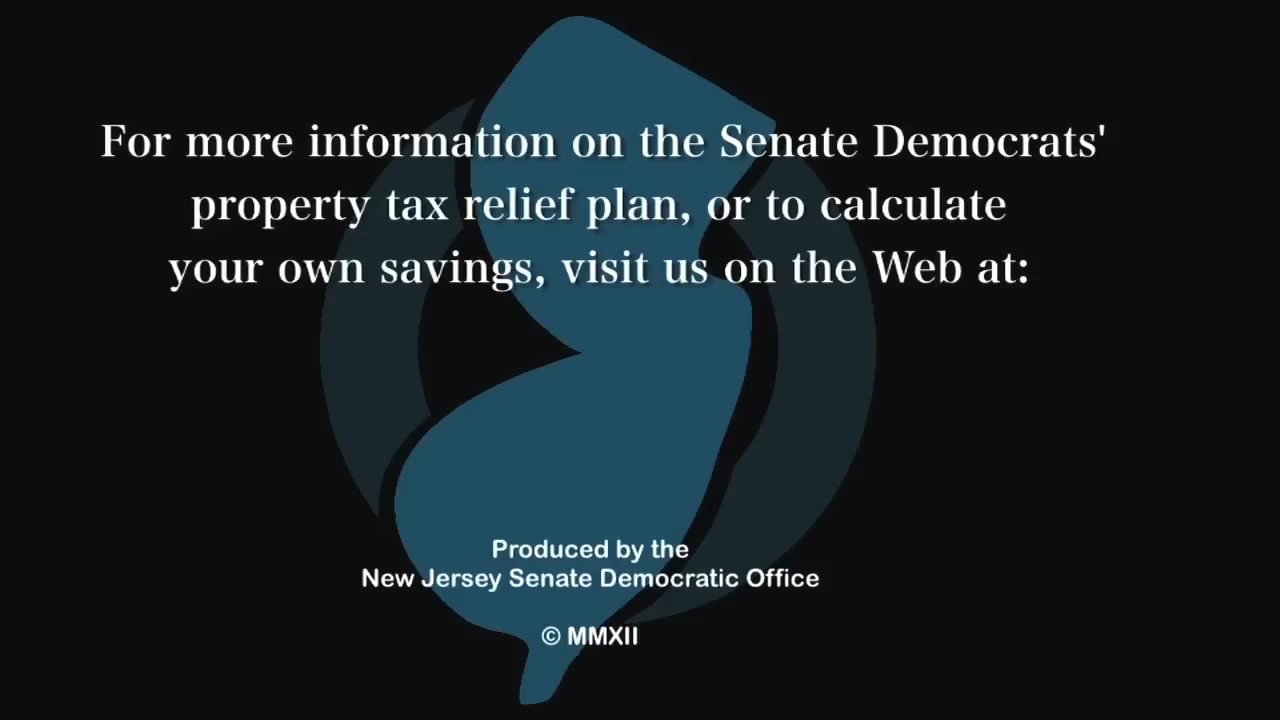 For more information on the Senate Democrats'
property tax relief plan, or to calculate
your own savings, visit us on the Web at:
Produced by the
New Jersey Senate Democratic Office
© MMXII